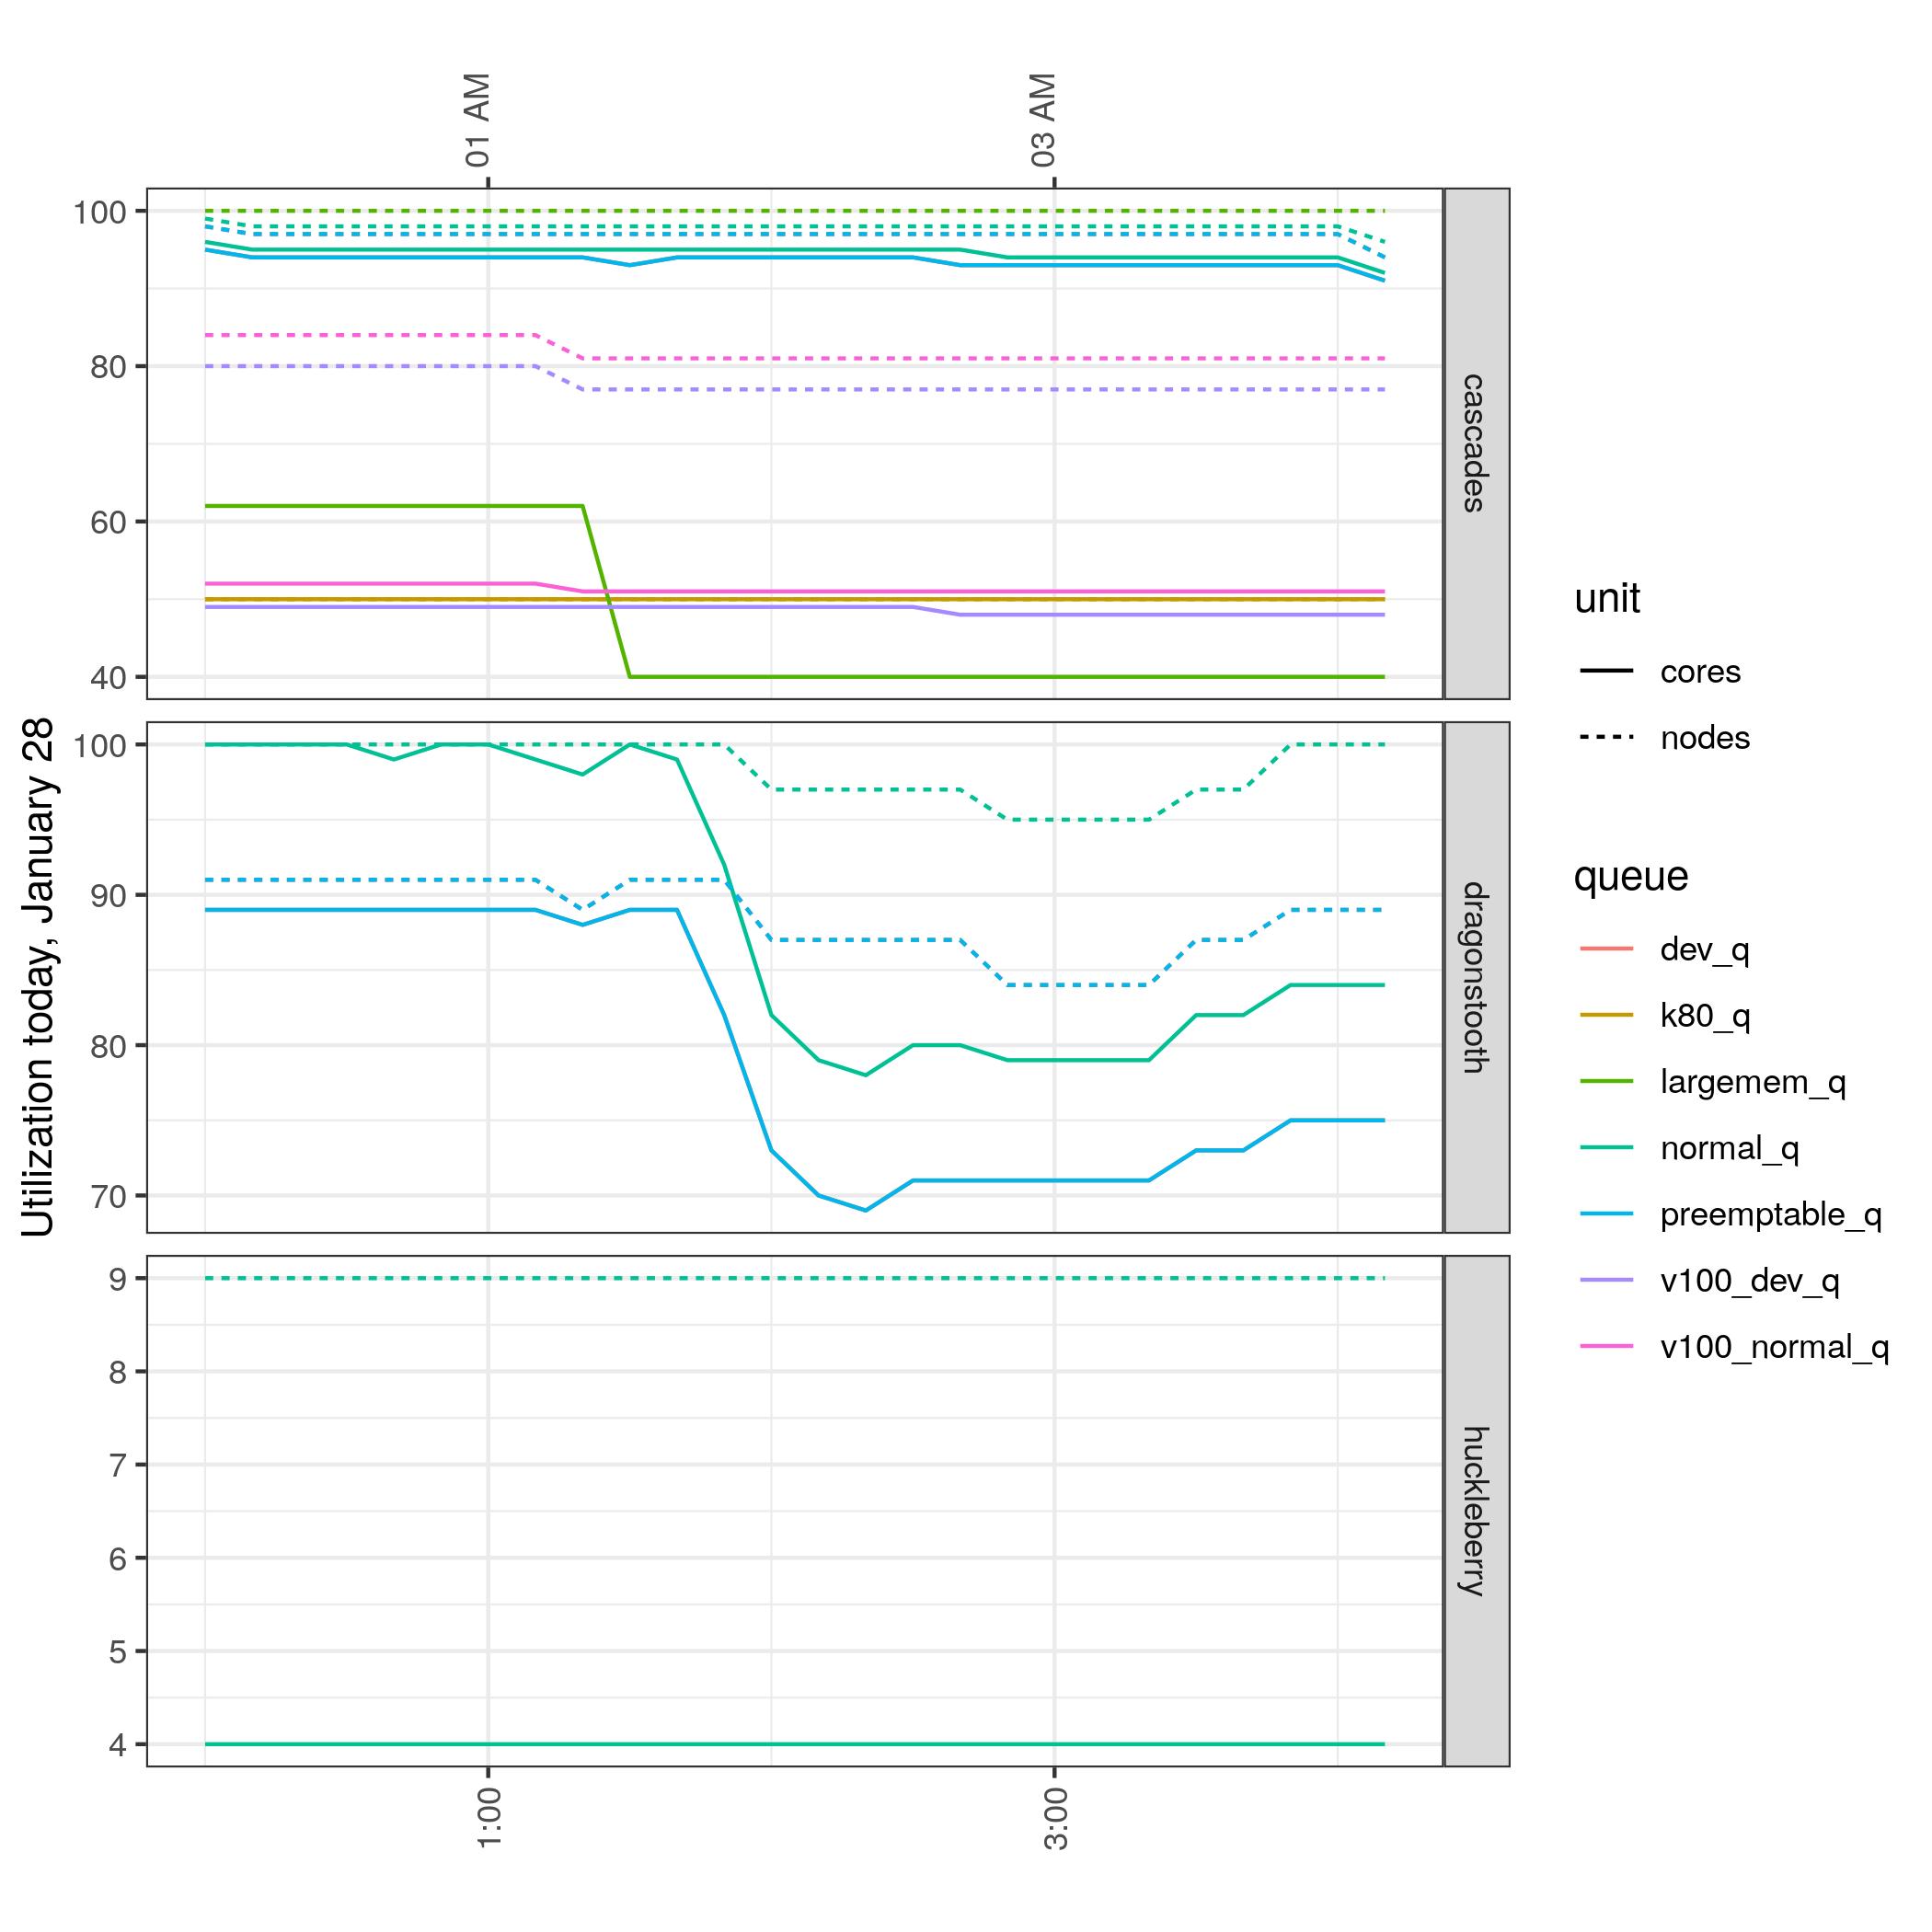 01 AM
03 AM
Utilization today, January 28
100
80
60
40
cascades
100
90
80
70
dragonstooth
9
8
7
6
5
4
huckleberry
1:00
3:00
unit
cores
nodes
queue
dev_q
k80_q
largemem_q
normal_q
preemptable_q
v100_dev_q
v100_normal_q